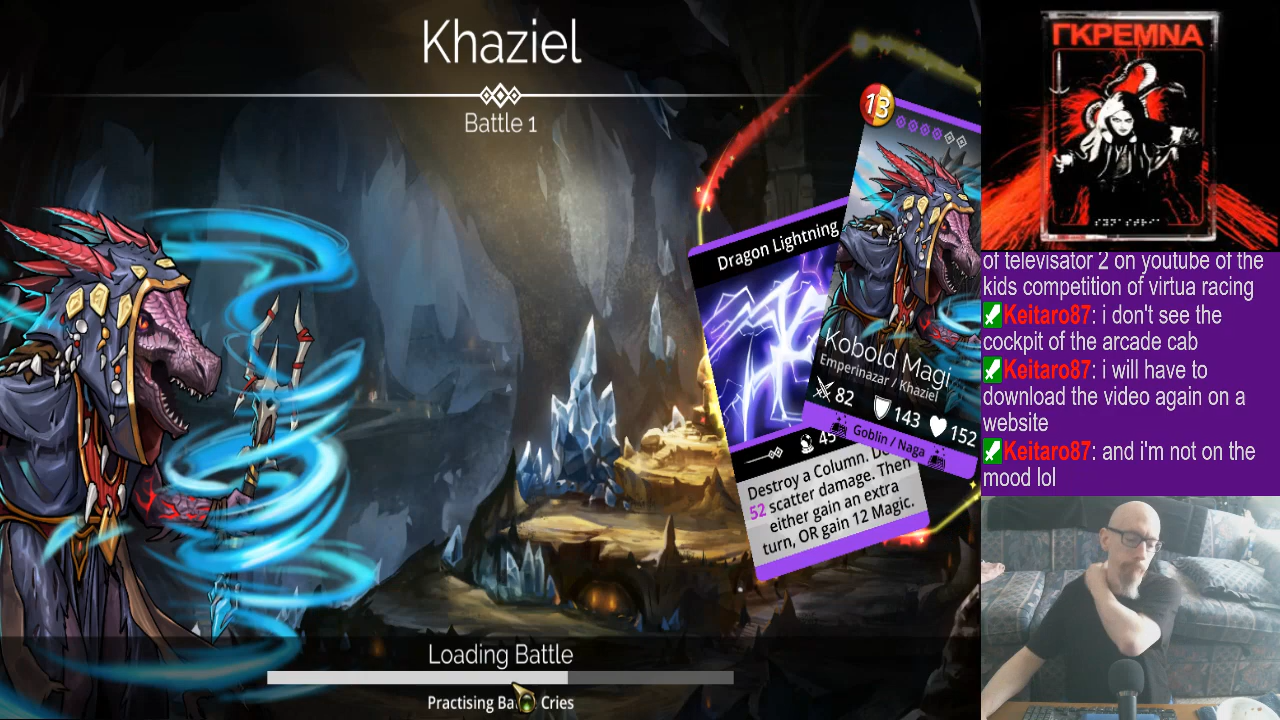 Khaziel
Battle 1
13
Dragon Lightning
Kobold Magi
Emperinazar / Khaziel
82
143
152
Goblin / Naga
45
Destroy a Column.
52 scatter damage. Then
either gain an extra
turn, OR gain 12 Magic.
Loading Battle
Practising Ba Cries
ГКРЕМNА
of televisator 2 on youtube of the
kids competition of virtua racing
Keitaro87: i don't see the
cockpit of the arcade cab
Keitaro87: i will have to
download the video again on a
website
Keitaro87: and i'm not on the
mood lol